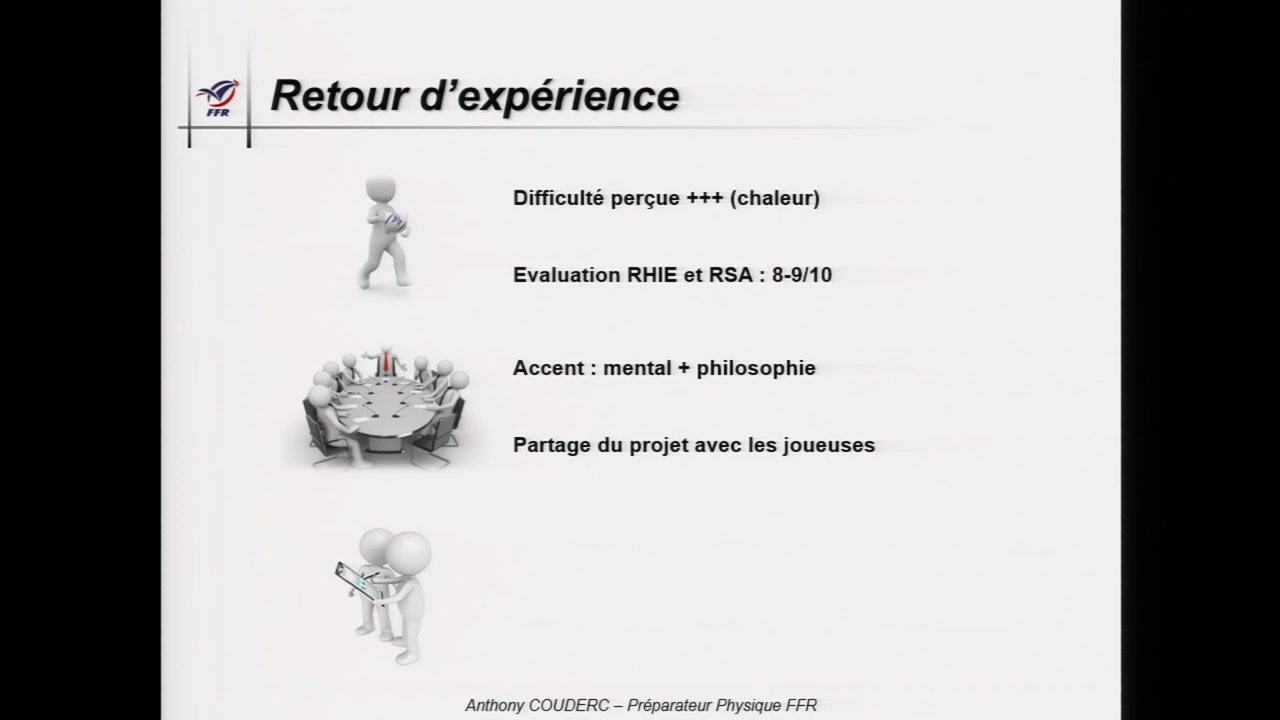 FFR
Retour d'expérience
Difficulté perçue +++ (chaleur)
Evaluation RHIE et RSA : 8-9/10
Accent : mental + philosophie
Partage du projet avec les joueuses
Anthony COUDERC – Préparateur Physique FFR